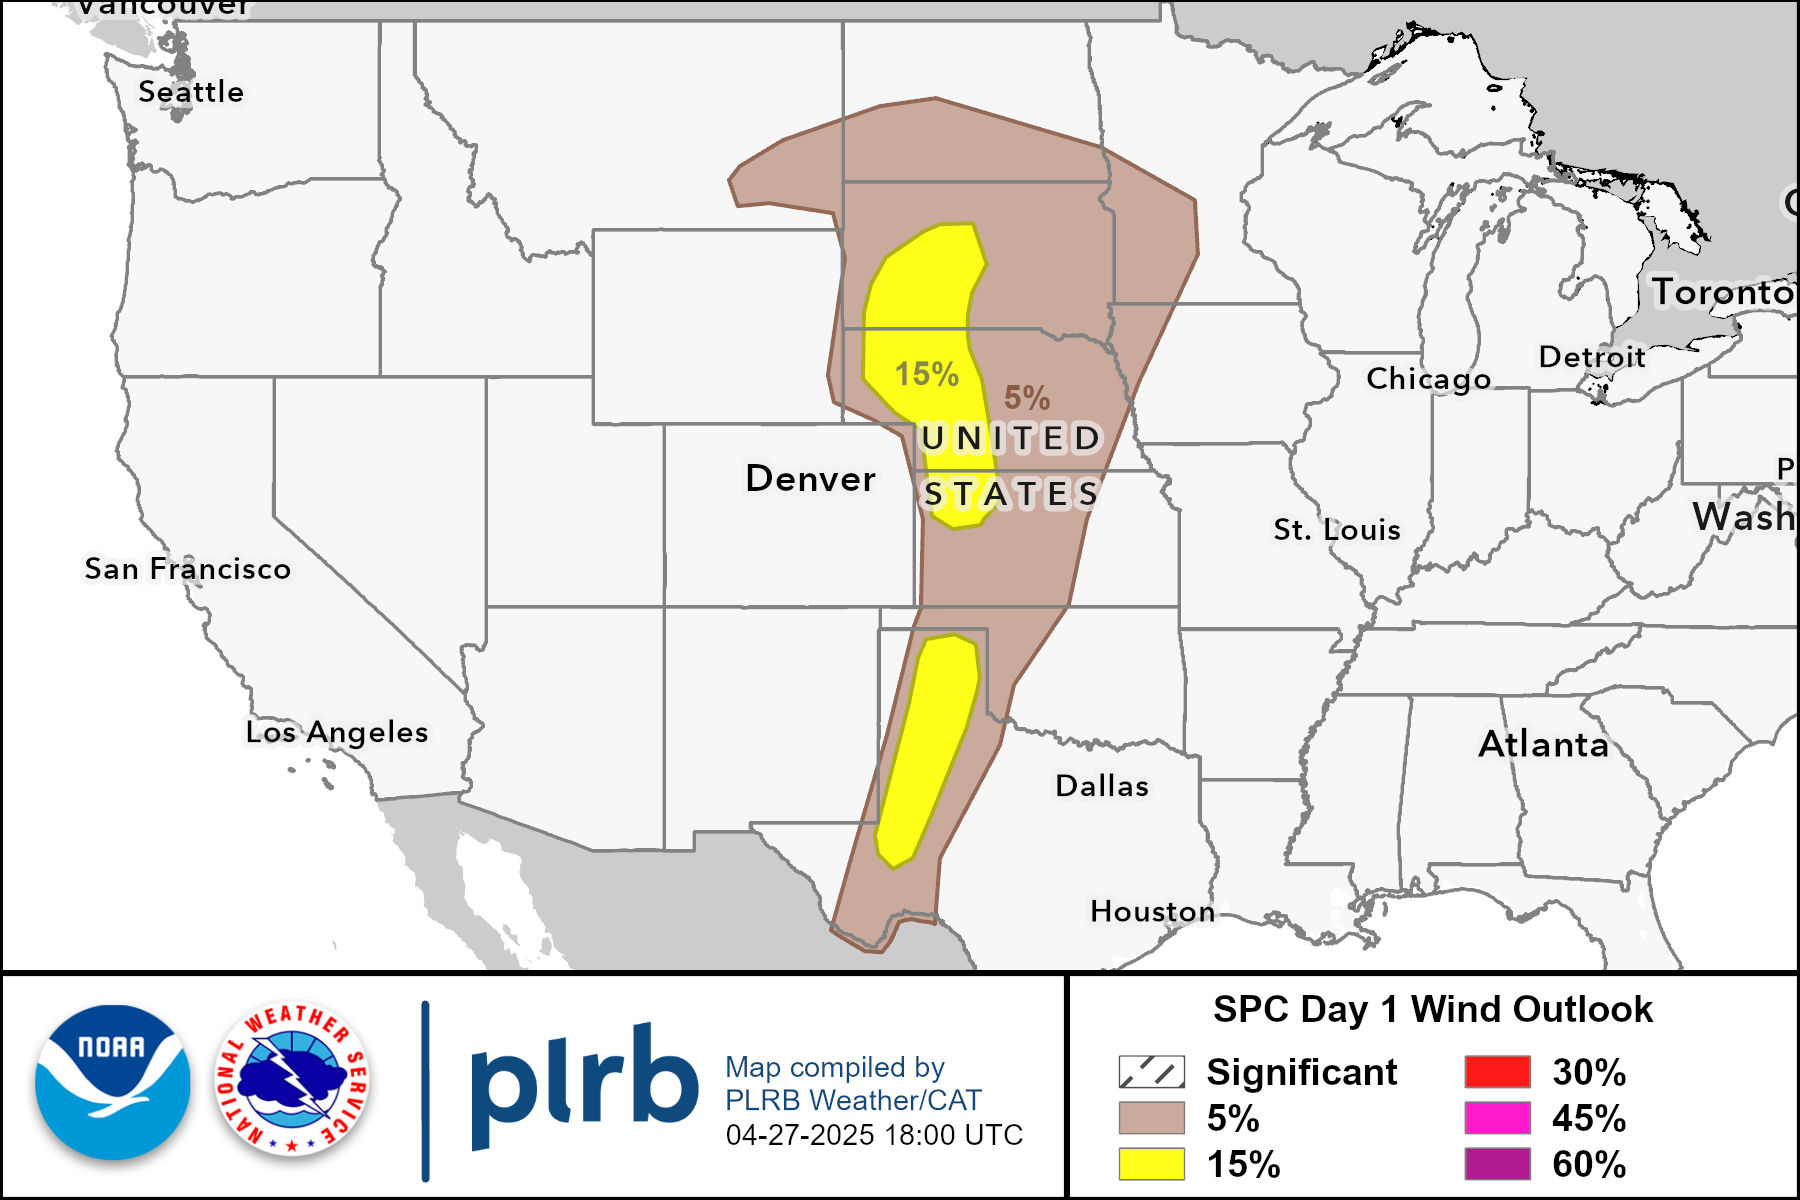 Vancouver
Seattle
Toronto
Detroit
Chicago
15%
5%
UNITED
STATES
Denver
St. Louis
Wash
San Francisco
Los Angeles
Atlanta
Dallas
Houston
NOAA
NATIONAL WEATHER SERVICE
plrb
Map compiled by
PLRB Weather/CAT
04-27-2025 18:00 UTC
SPC Day 1 Wind Outlook
Significant
5%
15%
30%
45%
60%